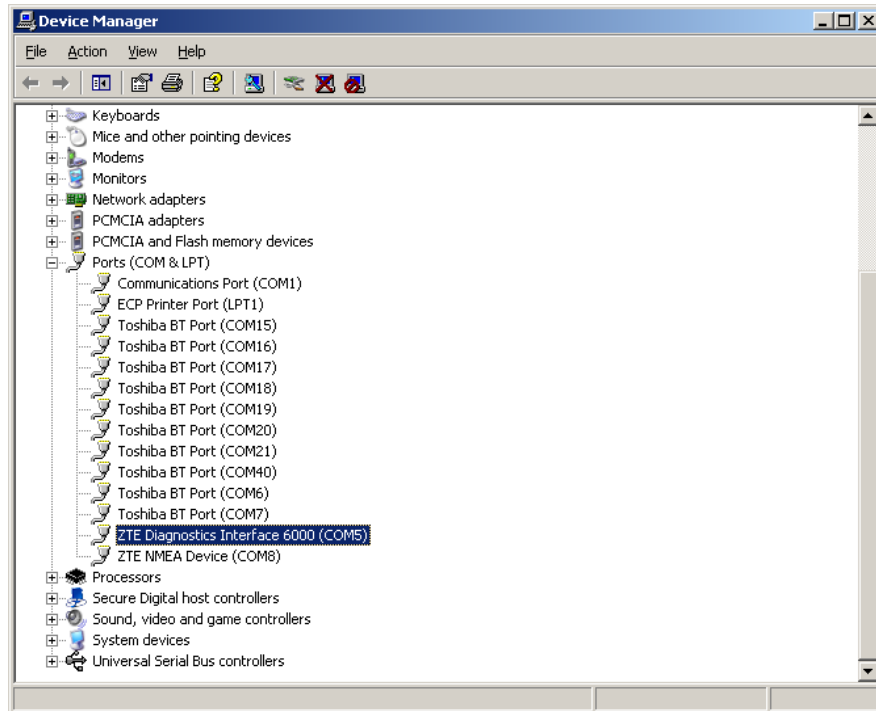 Device Manager
File Action View Help
Keyboards
Mice and other pointing devices
Modems
Monitors
Network adapters
PCMCIA adapters
PCMCIA and Flash memory devices
Ports (COM & LPT)
Communications Port (COM1)
ECP Printer Port (LPT1)
Toshiba BT Port (COM15)
Toshiba BT Port (COM16)
Toshiba BT Port (COM17)
Toshiba BT Port (COM18)
Toshiba BT Port (COM19)
Toshiba BT Port (COM20)
Toshiba BT Port (COM21)
Toshiba BT Port (COM40)
Toshiba BT Port (COM6)
Toshiba BT Port (COM7)
ZTE Diagnostics Interface 6000 (COM5)
ZTE NMEA Device (COM8)
Processors
Secure Digital host controllers
Sound, video and game controllers
System devices
Universal Serial Bus controllers